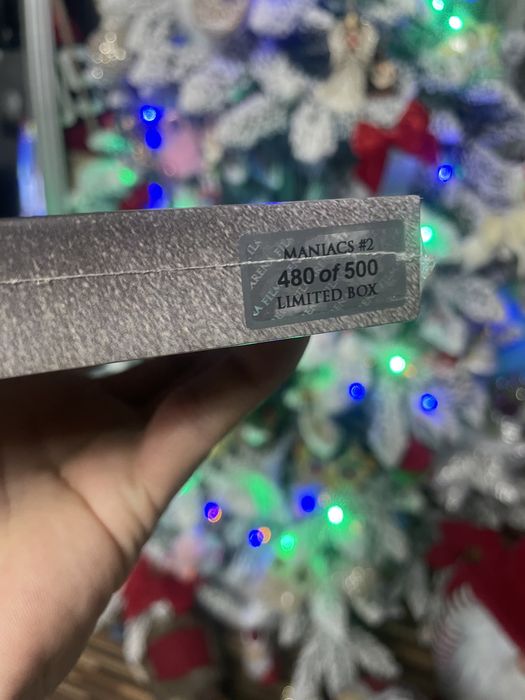 MANIACS #2
480 of 500
LIMITED BOX